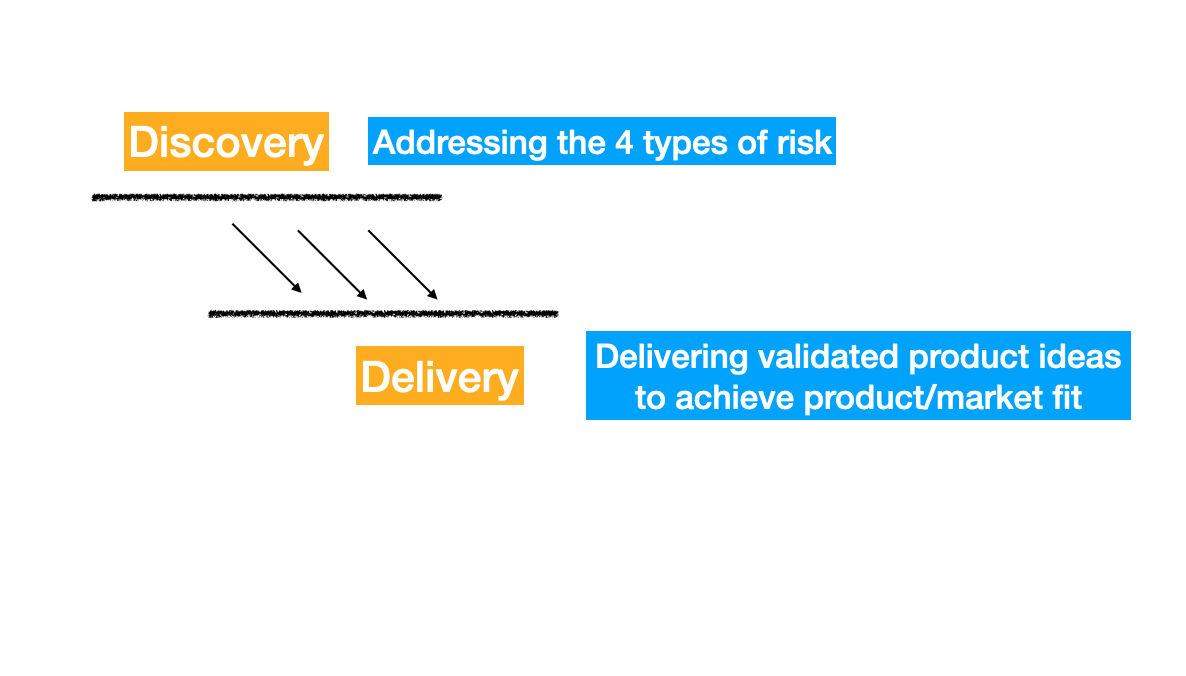 Discovery
Addressing the 4 types of risk
Delivery
Delivering validated product ideas
to achieve product/market fit